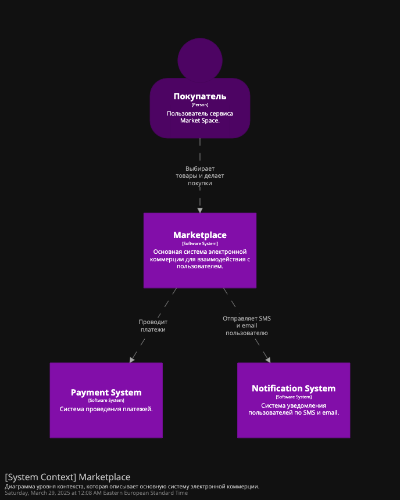 Покупатель
[Person]
Пользователь сервиса
Market Space.
Выбирает
товары и делает
покупки
Marketplace
[Software System]
Основная система электронной
коммерции для взаимодействия с
пользователем.
Проводит
платежи
Отправляет SMS
и email
пользователю
Payment System
[Software System]
Система проведения платежей.
Notification System
[Software System]
Система уведомления
пользователей по SMS и email.
[System Context] Marketplace
Диаграмма уровня контекста, которая описывает основную систему электронной коммерции.
Saturday, March 29, 2025 at 12:08 AM Eastern European Standard Time